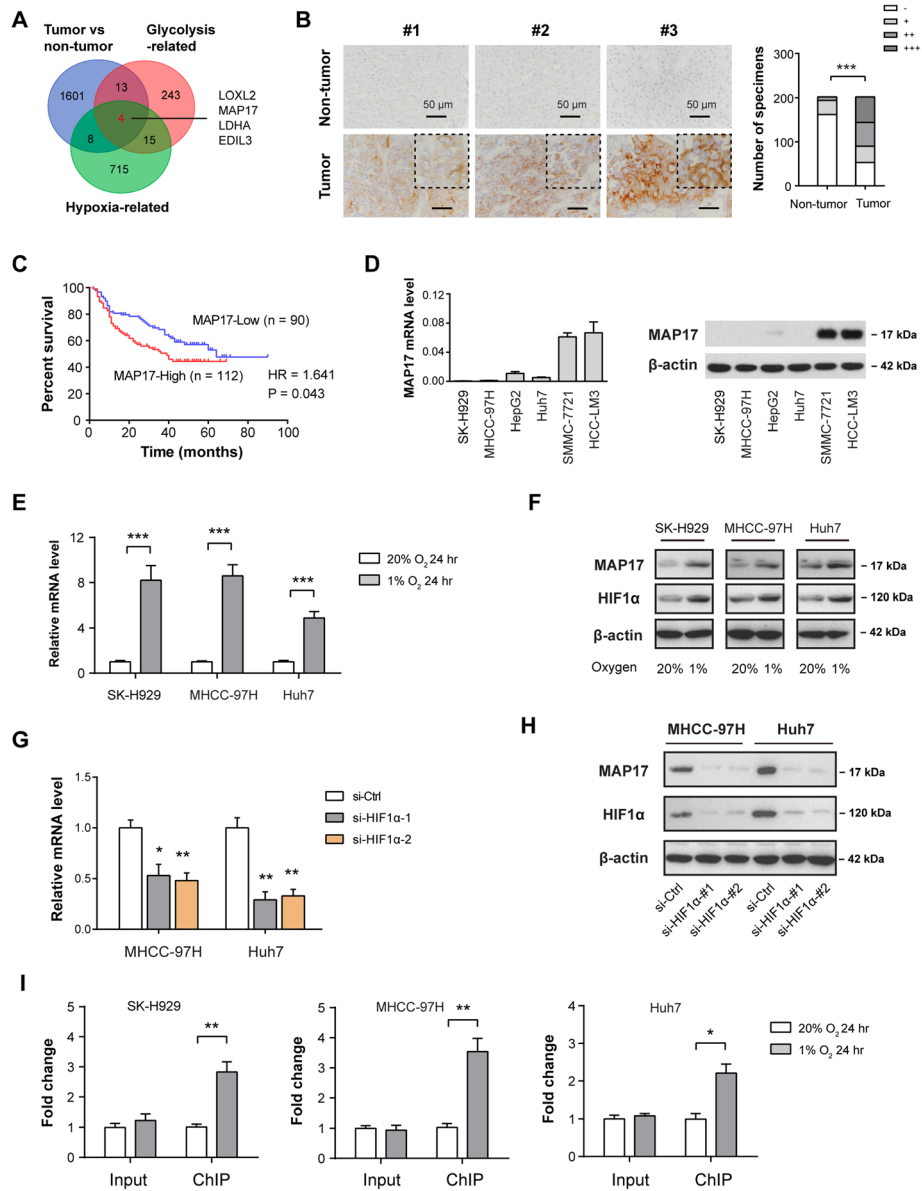 A
Tumor vs
non-tumor
Glycolysis
-related
1601
13
243
4
8
15
715
LOXL2
MAP17
LDHA
EDIL3
Hypoxia-related
B
#1
#2
#3
Non-tumor
50 μm
50 μm
50 μm
Tumor
-
+
++
+++
***
Number of specimens
300
200
100
0
Non-tumor
Tumor
C
Percent survival
100
80
60
40
20
0
MAP17-Low (n = 90)
MAP17-High (n = 112)
HR = 1.641
P = 0.043
0
20
40
60
80
100
Time (months)
D
MAP17 mRNA level
0.12
0.08
0.04
0.00
SK-H929
MHCC-97H
HepG2
Huh7
SMMC-7721
HCC-LM3
MAP17
- 17 kDa
β-actin
- 42 kDa
SK-H929
MHCC-97H
HepG2
Huh7
SMMC-7721
HCC-LM3
E
Relative mRNA level
12
8
4
0
***
***
***
SK-H929
MHCC-97H
Huh7
20% O2 24 hr
1% O2 24 hr
F
SK-H929
MHCC-97H
Huh7
MAP17
- 17 kDa
HIF1α
- 120 kDa
β-actin
- 42 kDa
Oxygen
20% 1%
20% 1%
20% 1%
G
Relative mRNA level
1.5
1.0
0.5
0.0
*
**
**
**
MHCC-97H
Huh7
si-Ctrl
si-HIF1α-1
si-HIF1α-2
H
MHCC-97H
Huh7
MAP17
- 17 kDa
HIF1α
- 120 kDa
β-actin
- 42 kDa
si-Ctrl
si-HIF1α-#1
si-HIF1α-#2
si-Ctrl
si-HIF1α-#1
si-HIF1α-#2
I
SK-H929
Fold change
5
4
3
2
1
0
**
Input
ChIP
MHCC-97H
Fold change
5
4
3
2
1
0
**
Input
ChIP
Huh7
Fold change
4
3
2
1
0
*
Input
ChIP
20% O2 24 hr
1% O2 24 hr